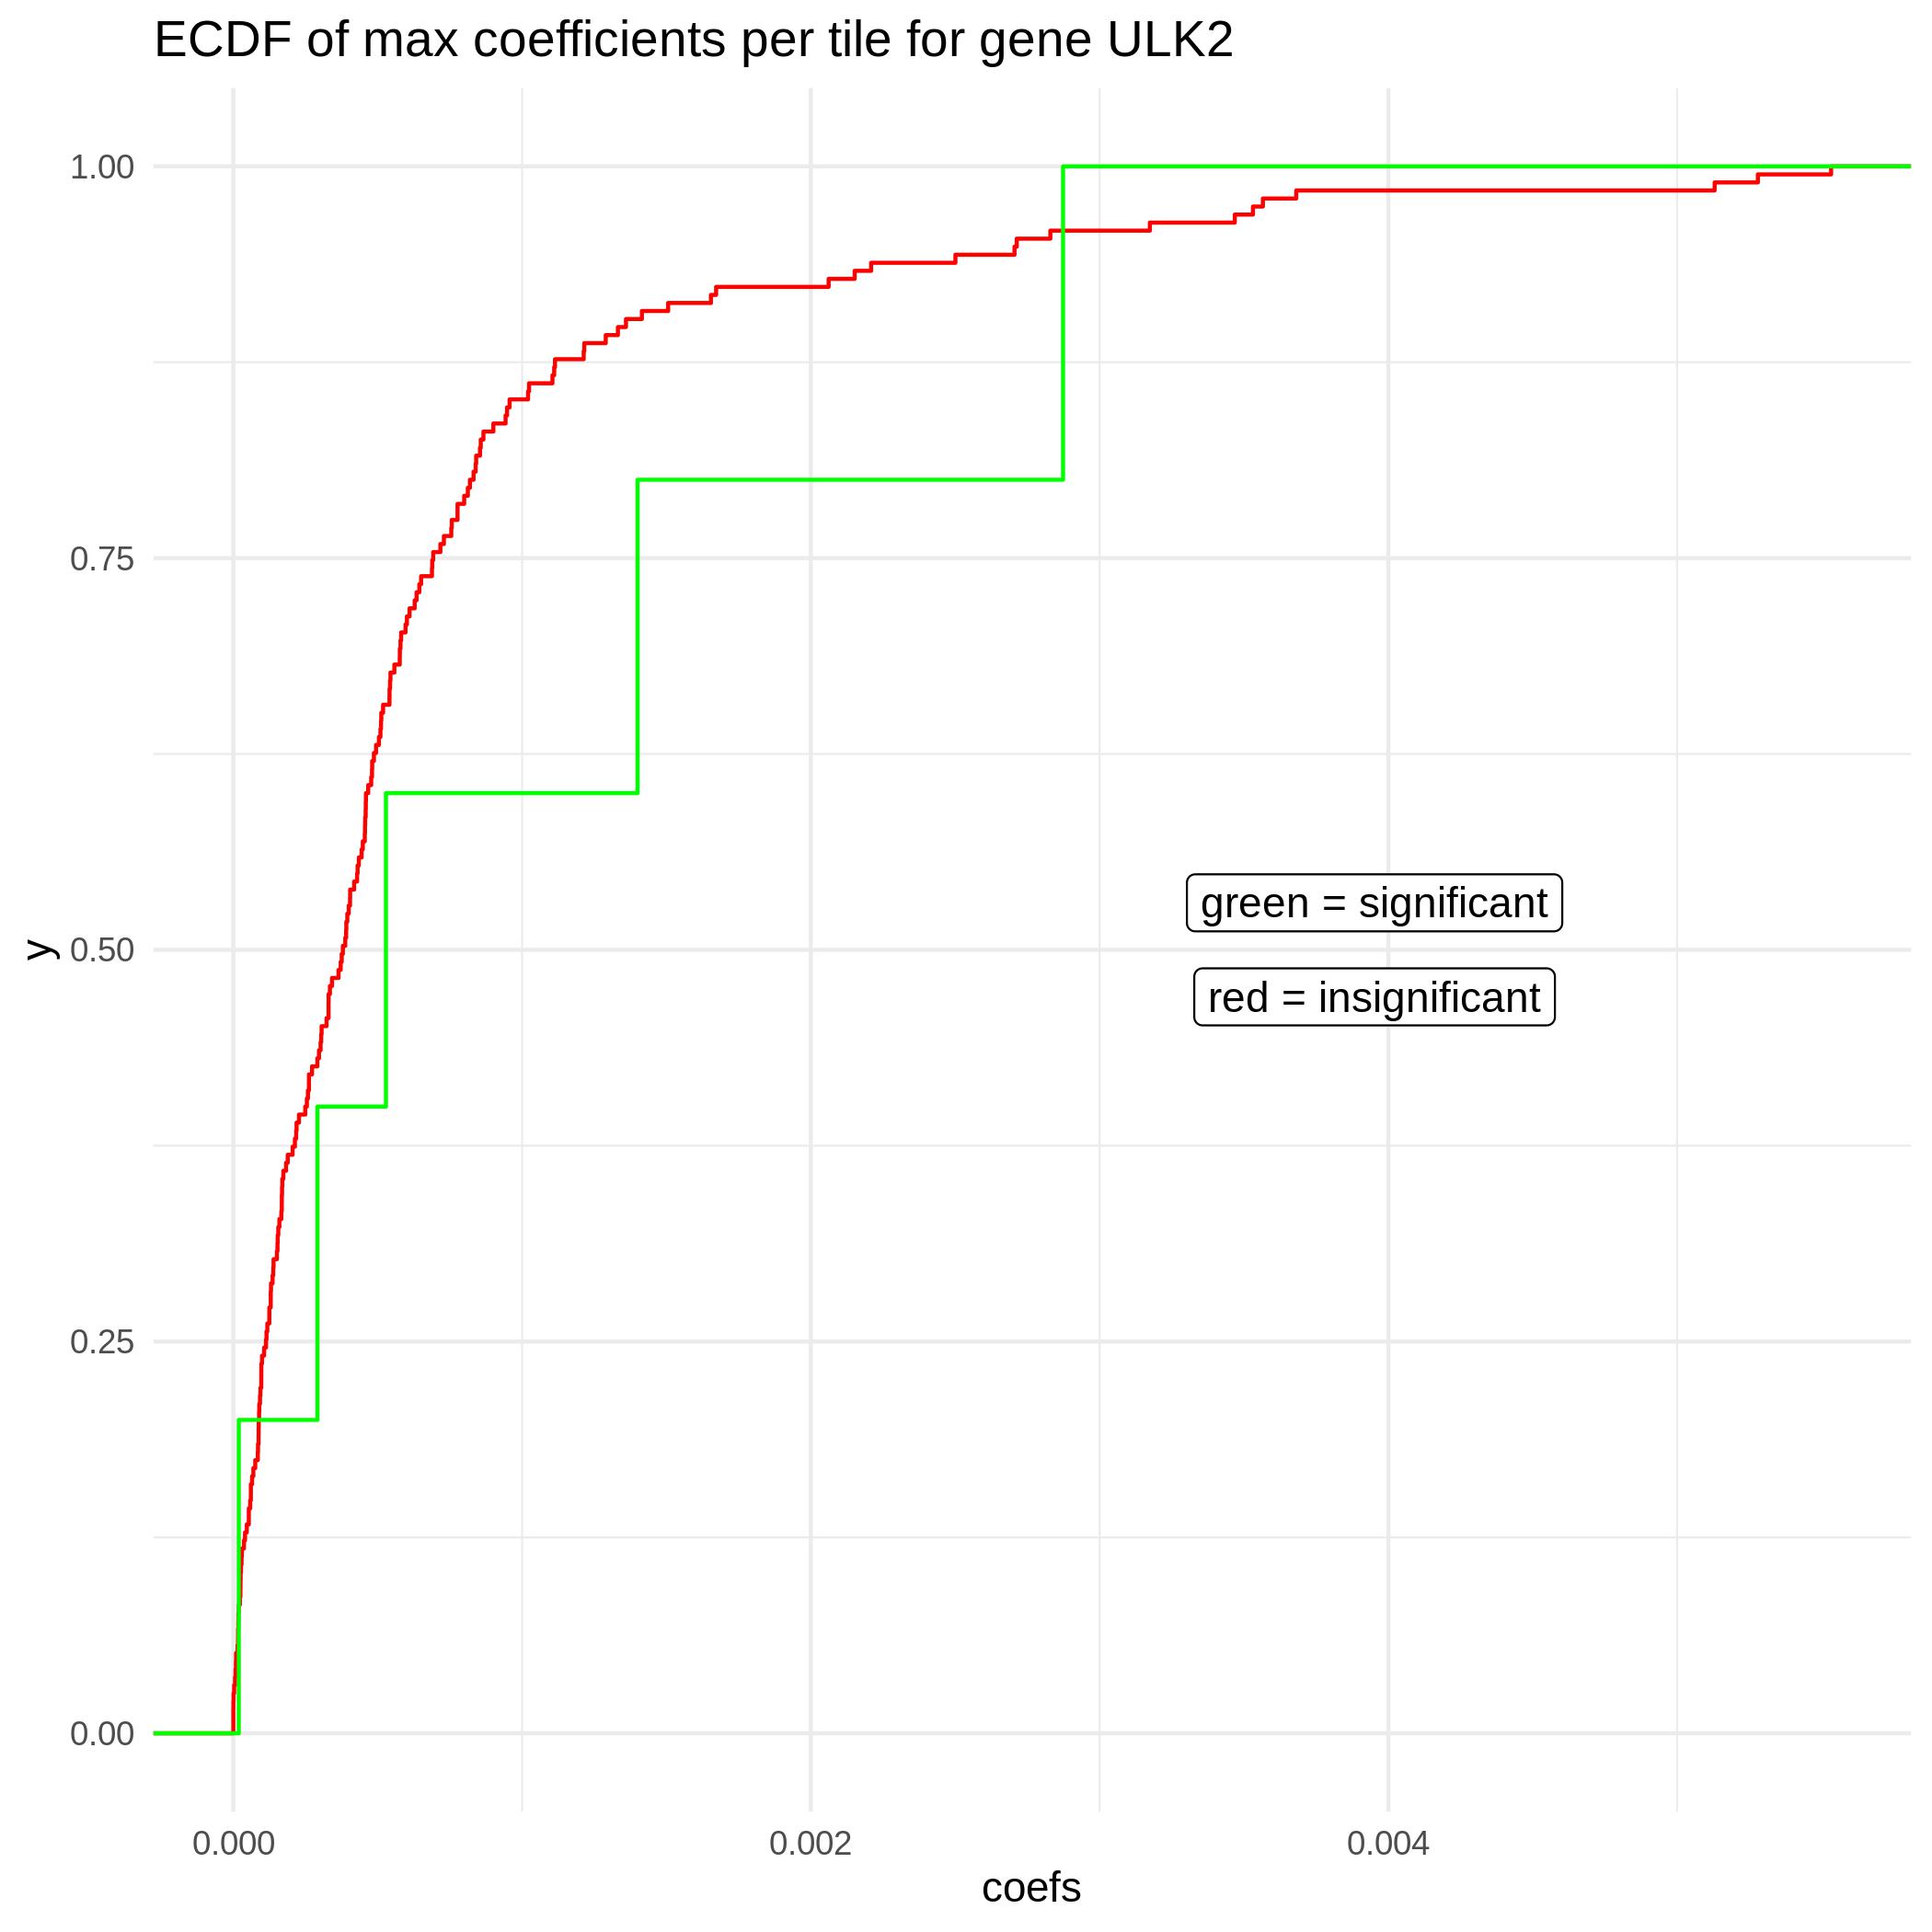 ECDF of max coefficients per tile for gene ULK2
1.00
0.75
0.50
0.25
0.00
y
green = significant
red = insignificant
0.000
0.002
0.004
coefs